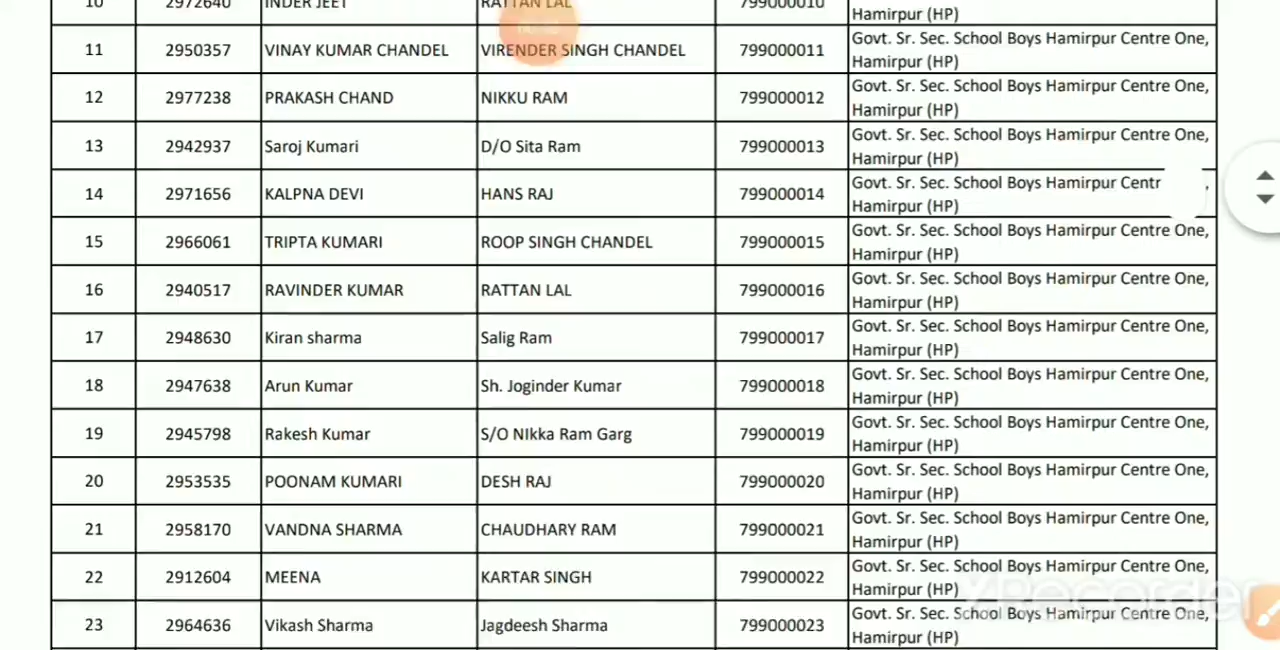 10 2972640 INDER JEET RATTAN LAL 799000010
Hamirpur (HP)
11 2950357 VINAY KUMAR CHANDEL VIRENDER SINGH CHANDEL 799000011 Govt. Sr. Sec. School Boys Hamirpur Centre One,
Hamirpur (HP)
12 2977238 PRAKASH CHAND NIKKU RAM 799000012 Govt. Sr. Sec. School Boys Hamirpur Centre One,
Hamirpur (HP)
13 2942937 Saroj Kumari D/O Sita Ram 799000013 Govt. Sr. Sec. School Boys Hamirpur Centre One,
Hamirpur (HP)
14 2971656 KALPNA DEVI HANS RAJ 799000014 Govt. Sr. Sec. School Boys Hamirpur Centr ,
Hamirpur (HP)
15 2966061 TRIPTA KUMARI ROOP SINGH CHANDEL 799000015 Govt. Sr. Sec. School Boys Hamirpur Centre One,
Hamirpur (HP)
16 2940517 RAVINDER KUMAR RATTAN LAL 799000016 Govt. Sr. Sec. School Boys Hamirpur Centre One,
Hamirpur (HP)
17 2948630 Kiran sharma Salig Ram 799000017 Govt. Sr. Sec. School Boys Hamirpur Centre One,
Hamirpur (HP)
18 2947638 Arun Kumar Sh. Joginder Kumar 799000018 Govt. Sr. Sec. School Boys Hamirpur Centre One,
Hamirpur (HP)
19 2945798 Rakesh Kumar S/O NIkka Ram Garg 799000019 Govt. Sr. Sec. School Boys Hamirpur Centre One,
Hamirpur (HP)
20 2953535 POONAM KUMARI DESH RAJ 799000020 Govt. Sr. Sec. School Boys Hamirpur Centre One,
Hamirpur (HP)
21 2958170 VANDNA SHARMA CHAUDHARY RAM 799000021 Govt. Sr. Sec. School Boys Hamirpur Centre One,
Hamirpur (HP)
22 2912604 MEENA KARTAR SINGH 799000022 Govt. Sr. Sec. School Boys Hamirpur Centre One,
Hamirpur (HP)
23 2964636 Vikash Sharma Jagdeesh Sharma 799000023 Govt. Sr. Sec. School Boys Hamirpur Centre One,
Hamirpur (HP)
XRecorder